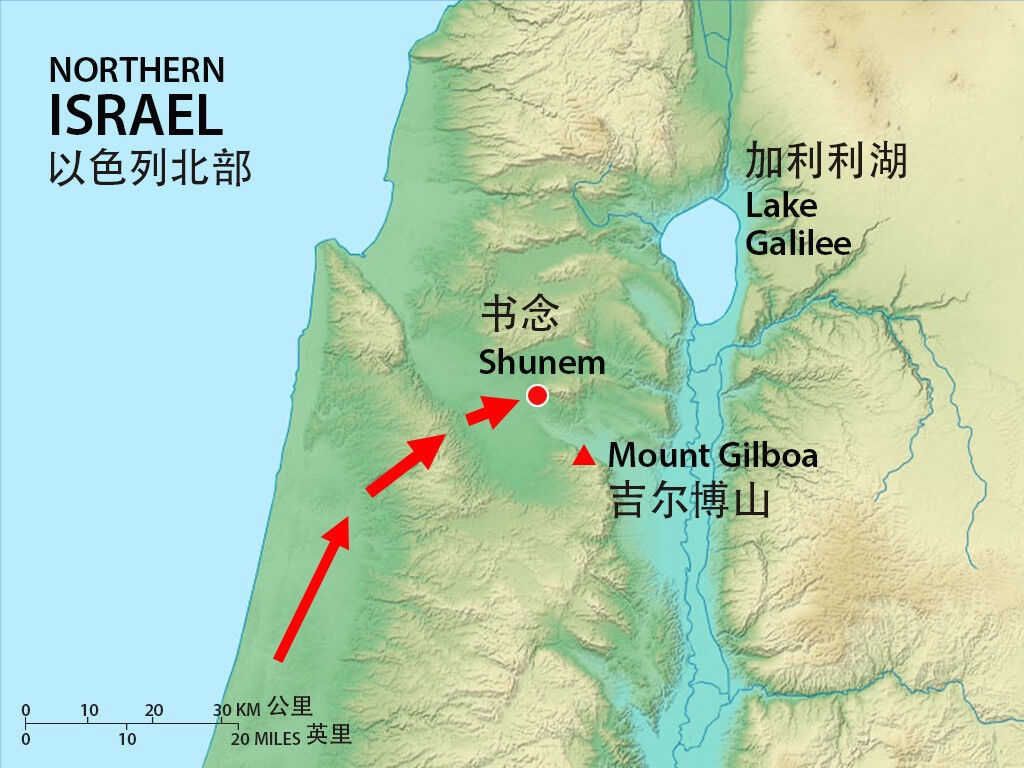 NORTHERN
ISRAEL
以色列北部
加利利湖
Lake
Galilee
书念
Shunem
Mount Gilboa
吉尔博山
0 10 20 30 KM 公里
0 10 20 MILES 英里